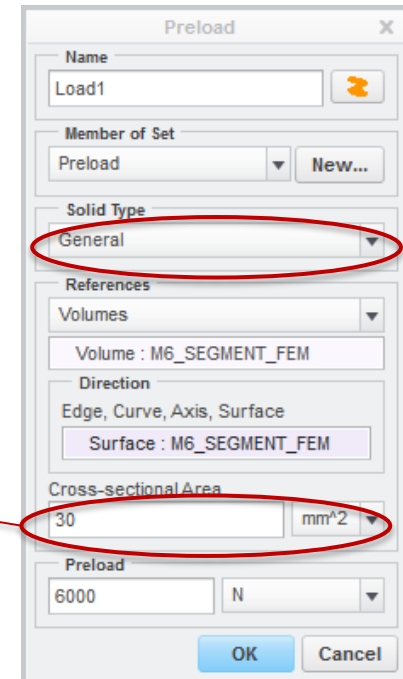 Preload X
Name
Load1
Member of Set
Preload New...
Solid Type
General
References
Volumes
Volume : M6_SEGMENT_FEM
Direction
Edge, Curve, Axis, Surface
Surface : M6_SEGMENT_FEM
Cross-sectional Area
30 mm^2
Preload
6000 N
OK Cancel